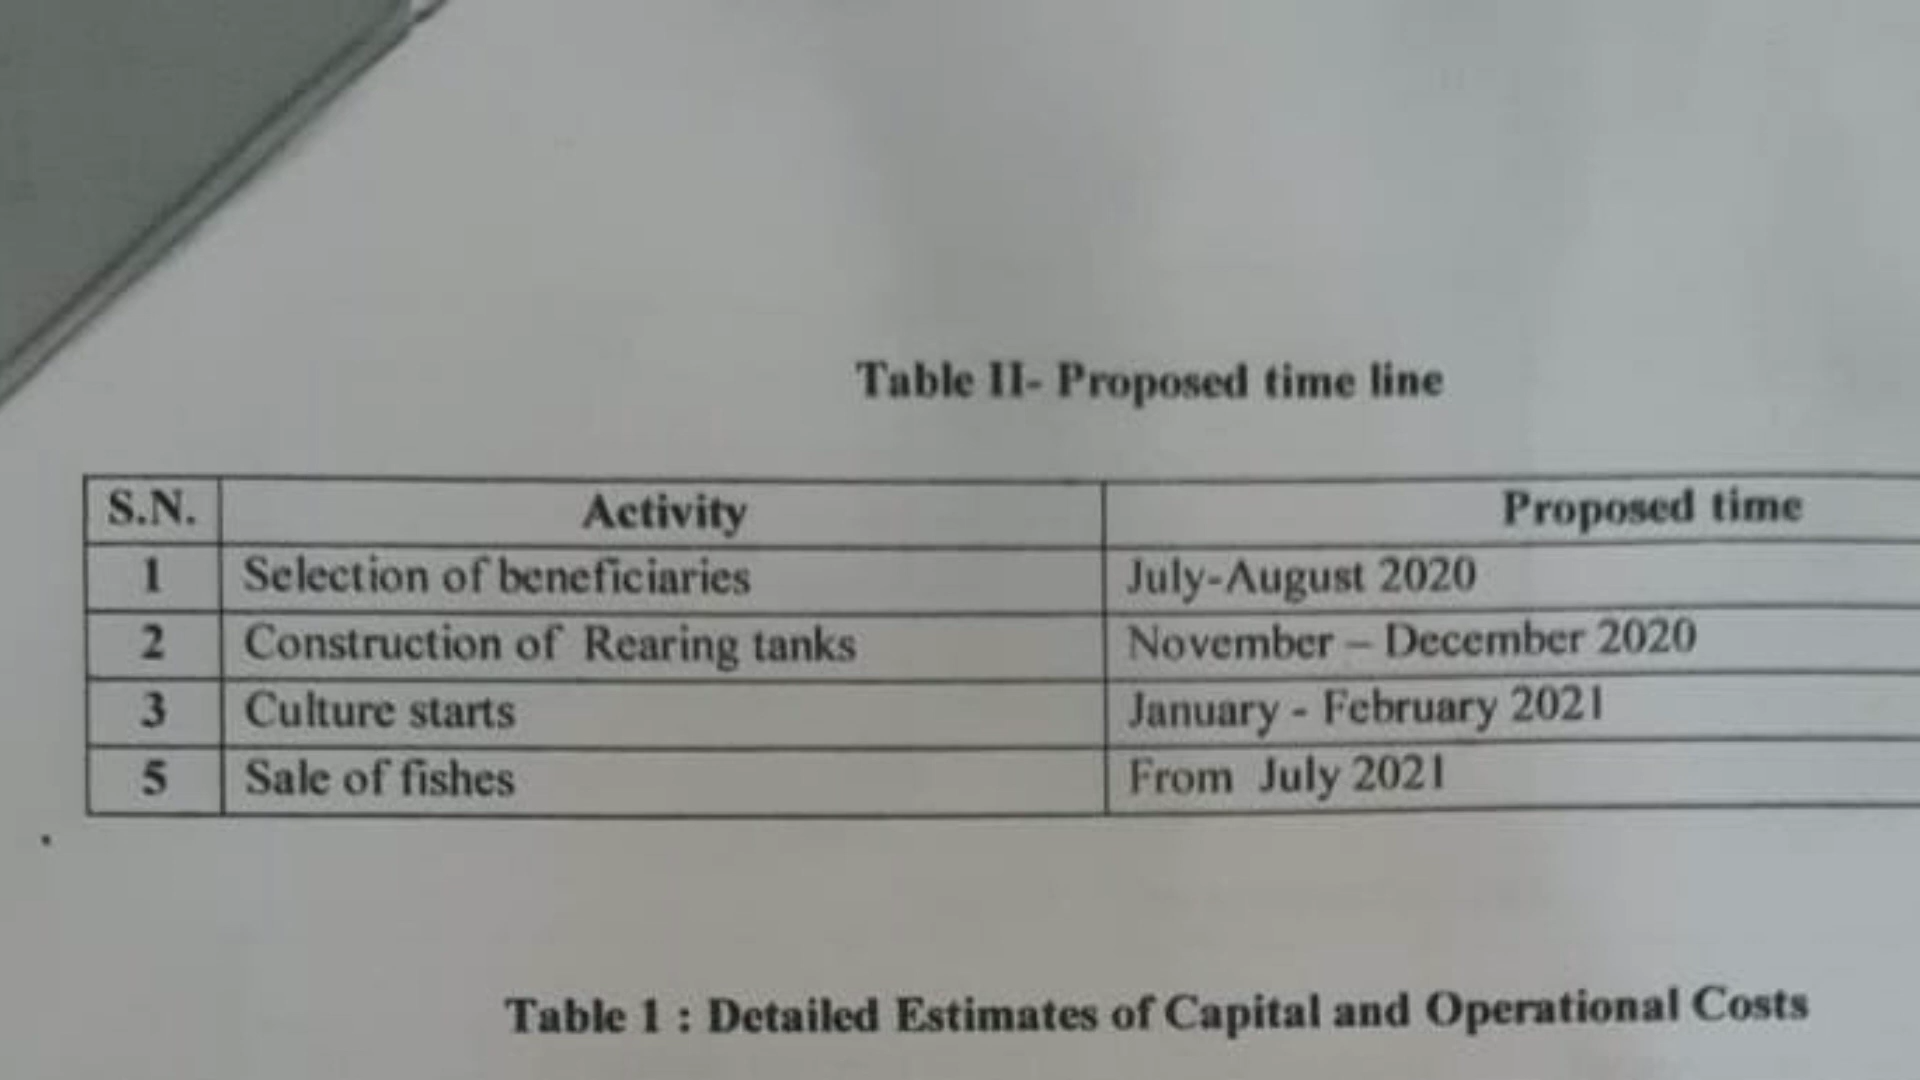 Table II- Proposed time line
S.N. Activity Proposed time
1 Selection of beneficiaries July-August 2020
2 Construction of Rearing tanks November – December 2020
3 Culture starts January - February 2021
5 Sale of fishes From July 2021
Table 1 : Detailed Estimates of Capital and Operational Costs